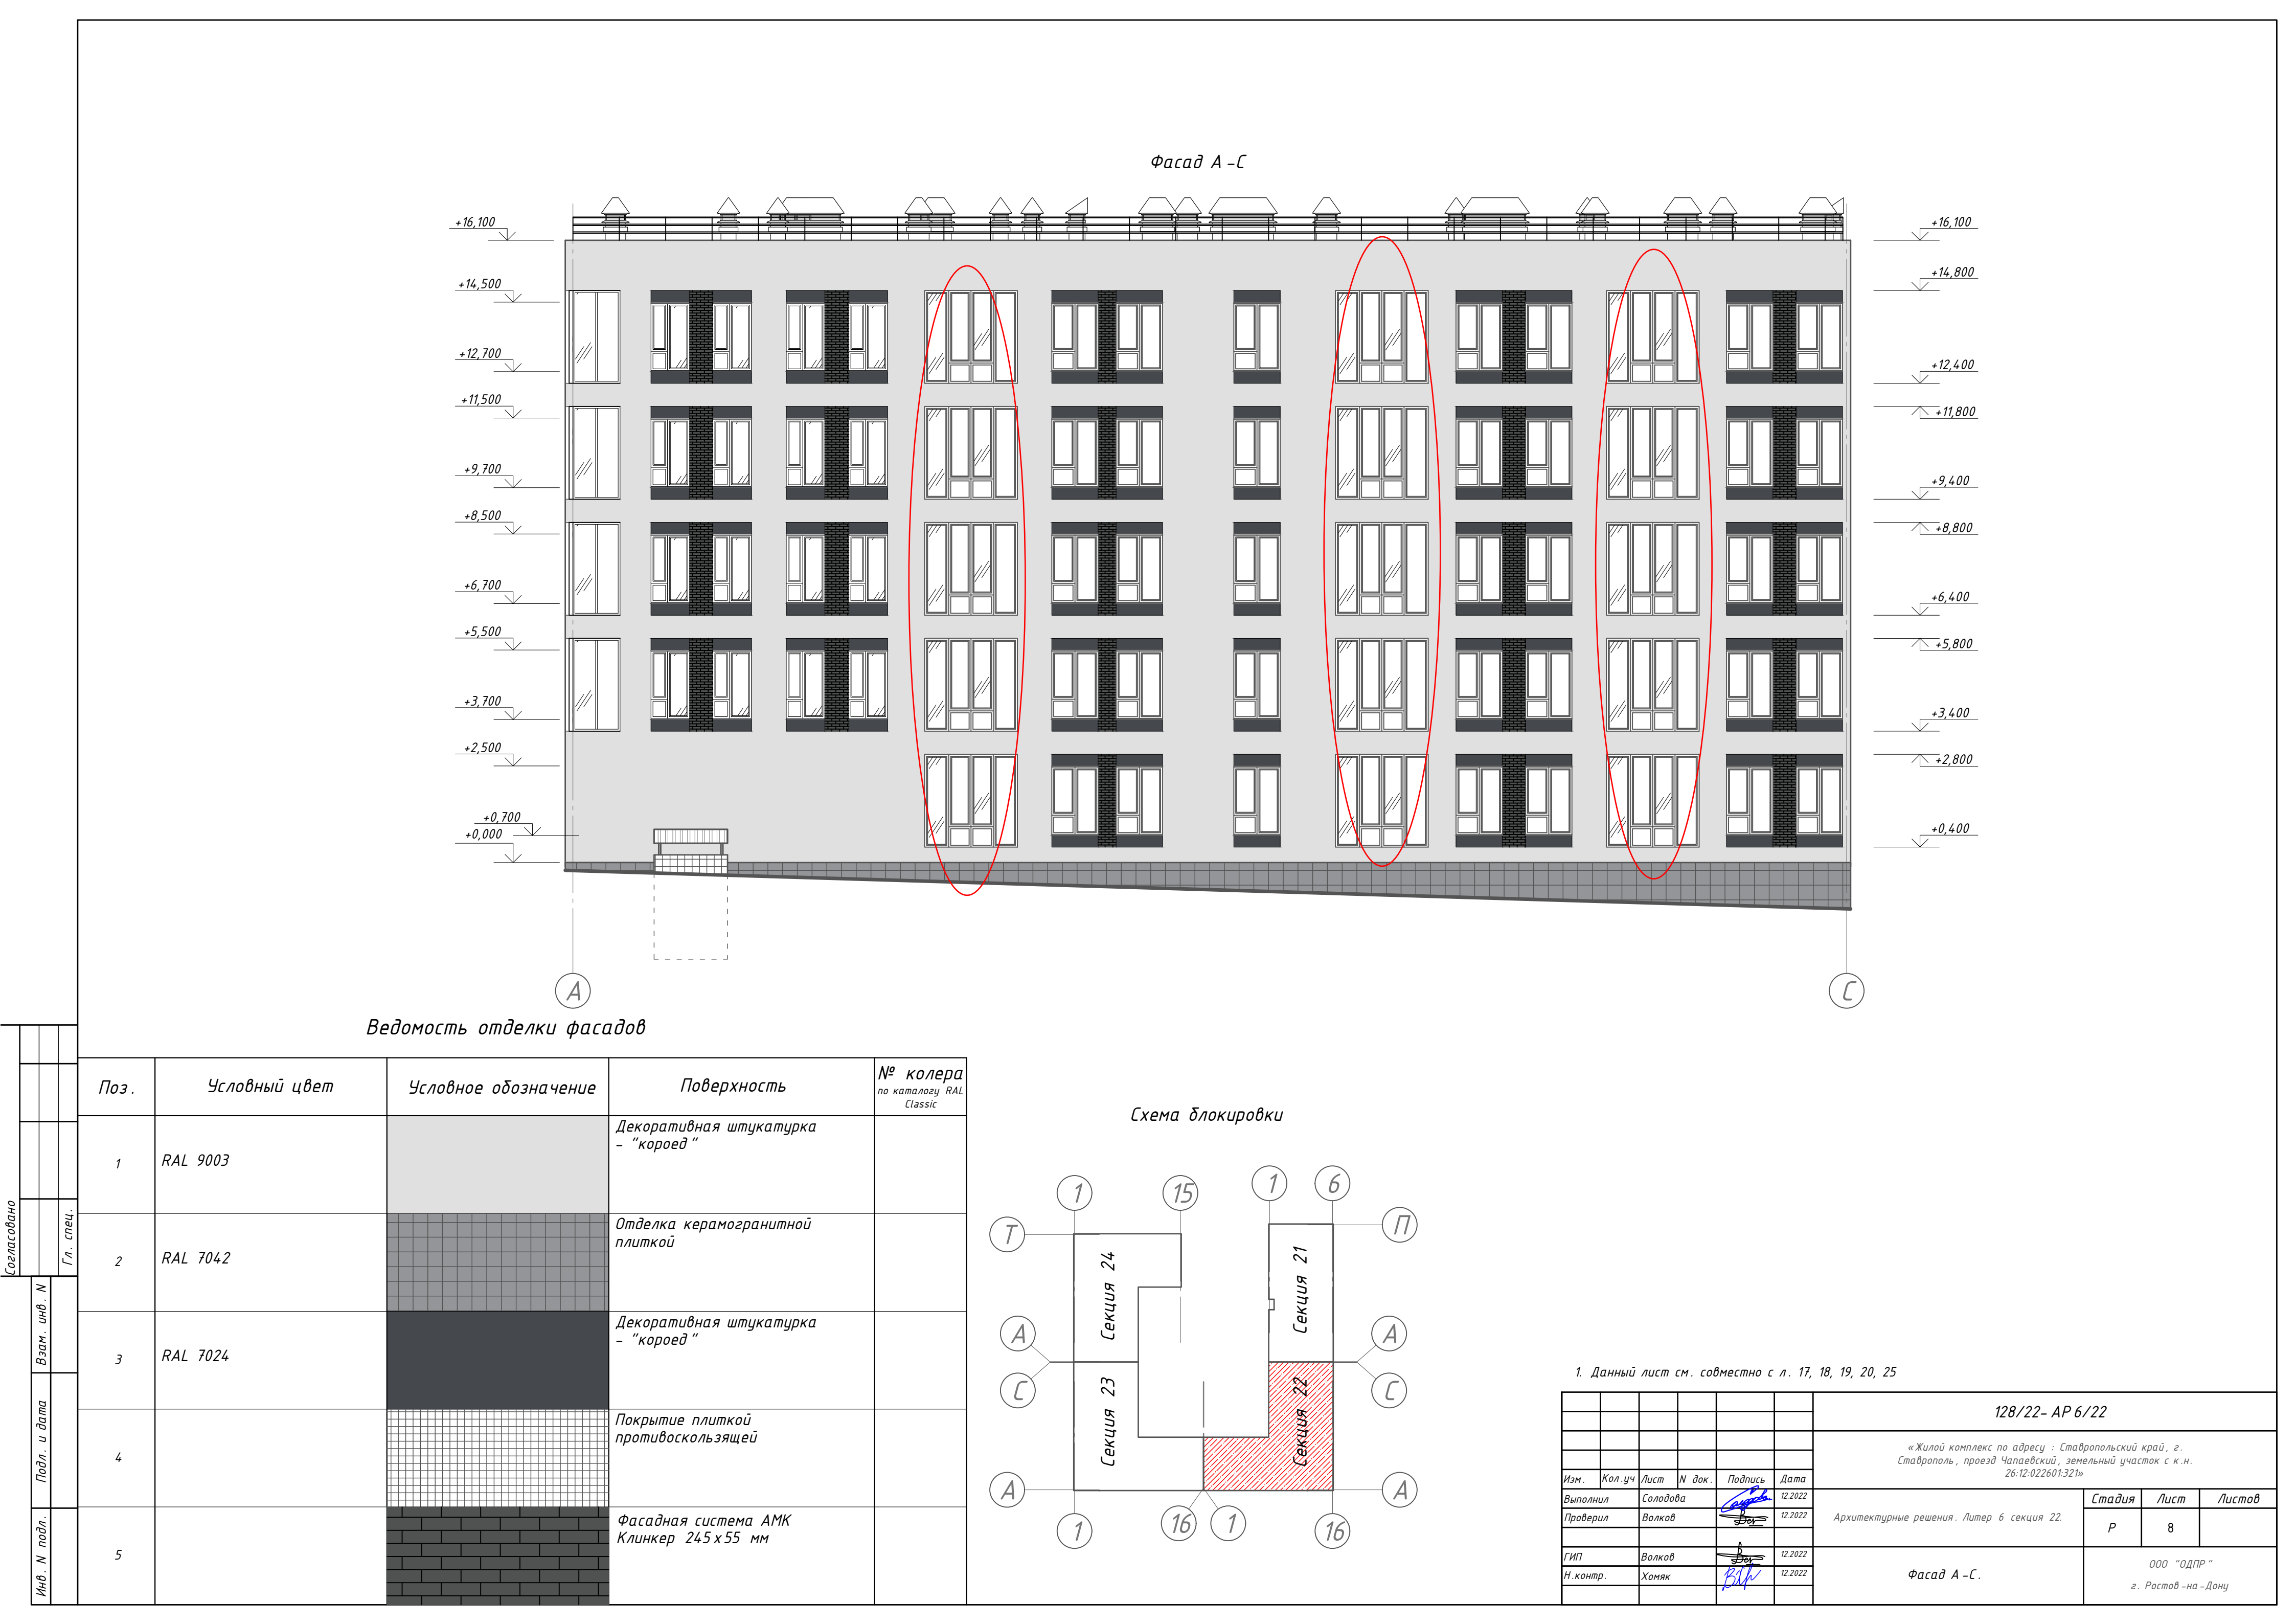 Фасад А-С
+16,100
+14,500
+12,700
+11,500
+9,700
+8,500
+6,700
+5,500
+3,700
+2,500
+0,700
+0,000
+16,100
+14,800
+12,400
+11,800
+9,400
+8,800
+6,400
+5,800
+3,400
+2,800
+0,400
А
С
Ведомость отделки фасадов
Поз.
Условный цвет
Условное обозначение
Поверхность
№ колера
по каталогу RAL
Classic
1
RAL 9003
Декоративная штукатурка
- "короед"
2
RAL 7042
Отделка керамогранитной
плиткой
3
RAL 7024
Декоративная штукатурка
- "короед"
4
Покрытие плиткой
противоскользящей
5
Фасадная система АМК
Клинкер 245х55 мм
Схема блокировки
1
15
1
6
Т
П
Секция 24
Секция 21
А
А
С
С
Секция 23
Секция 22
А
А
1
16
1
16
Согласовано
Гл. спец.
Взам. инв. N
Подл. и дата
Инв. N подл.
1. Данный лист см. совместно с л. 17, 18, 19, 20, 25
128/22- АР 6/22
«Жилой комплекс по адресу : Ставропольский край, г.
Ставрополь, проезд Чапаевский, земельный участок с к.н.
26:12:022601:321»
Изм.
Кол.уч
Лист
N док.
Подпись
Дата
Выполнил
Солодова
12.2022
Проверил
Волков
12.2022
ГИП
Волков
12.2022
Н.контр.
Хомяк
12.2022
Архитектурные решения. Литер 6 секция 22.
Стадия
Лист
Листов
Р
8
Фасад А-С.
ООО "ОДПР"
г. Ростов-на-Дону